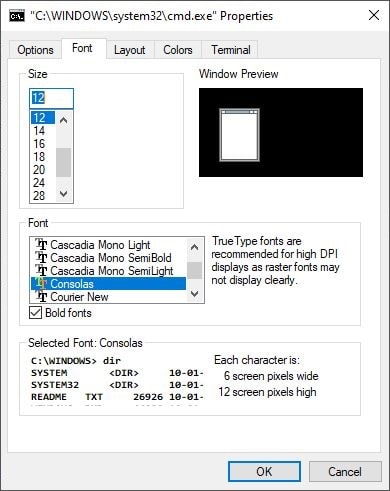 "C:\WINDOWS\system32\cmd.exe" Properties
Options Font Layout Colors Terminal
Size
12
12
14
16
18
20
24
28
Window Preview
Font
Cascadia Mono Light
Cascadia Mono SemiBold
Cascadia Mono SemiLight
Consolas
Courier New
Bold fonts
TrueType fonts are
recommended for high DPI
displays as raster fonts may
not display clearly.
Selected Font: Consolas
C:\WINDOWS> dir
SYSTEM <DIR> 10-01-
SYSTEM32 <DIR> 10-01-
README TXT 26926 10-01-
Each character is:
6 screen pixels wide
12 screen pixels high
OK Cancel